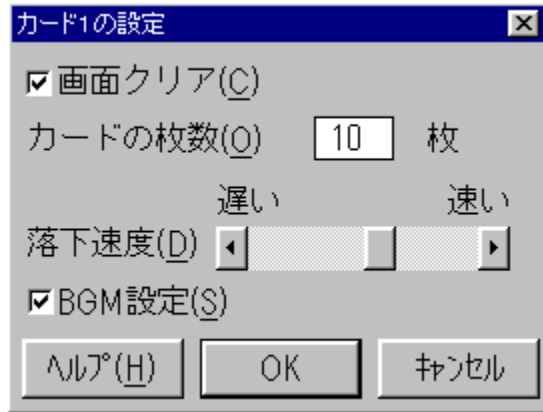 カード1の設定
画面クリア(C)
カードの枚数(O) 10 枚
遅い 速い
落下速度(D)
BGM設定(S)
ヘルプ(H) OK キャンセル